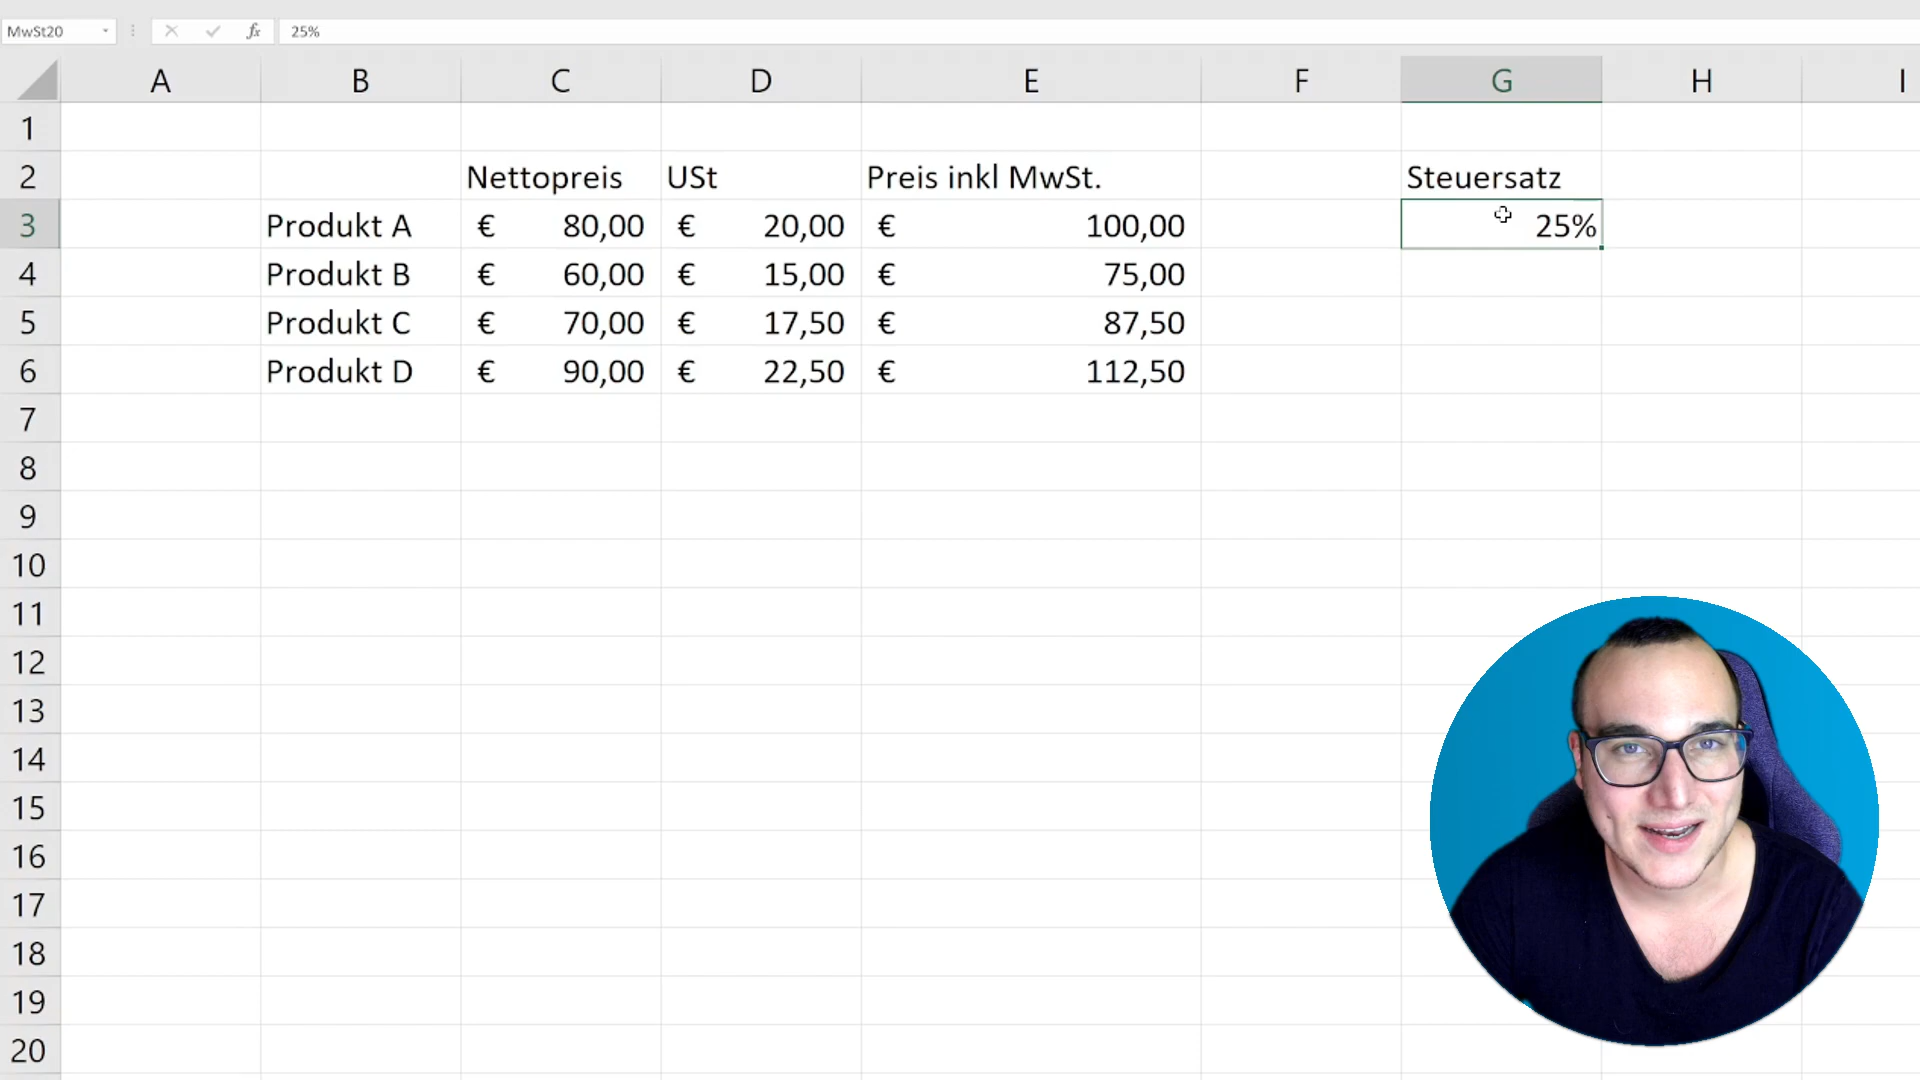 MwSt20 fx 25%
A B C D E F G H I
1
2 Nettopreis USt Preis inkl MwSt. Steuersatz
3 Produkt A € 80,00 € 20,00 € 100,00 25%
4 Produkt B € 60,00 € 15,00 € 75,00
5 Produkt C € 70,00 € 17,50 € 87,50
6 Produkt D € 90,00 € 22,50 € 112,50
7
8
9
10
11
12
13
14
15
16
17
18
19
20